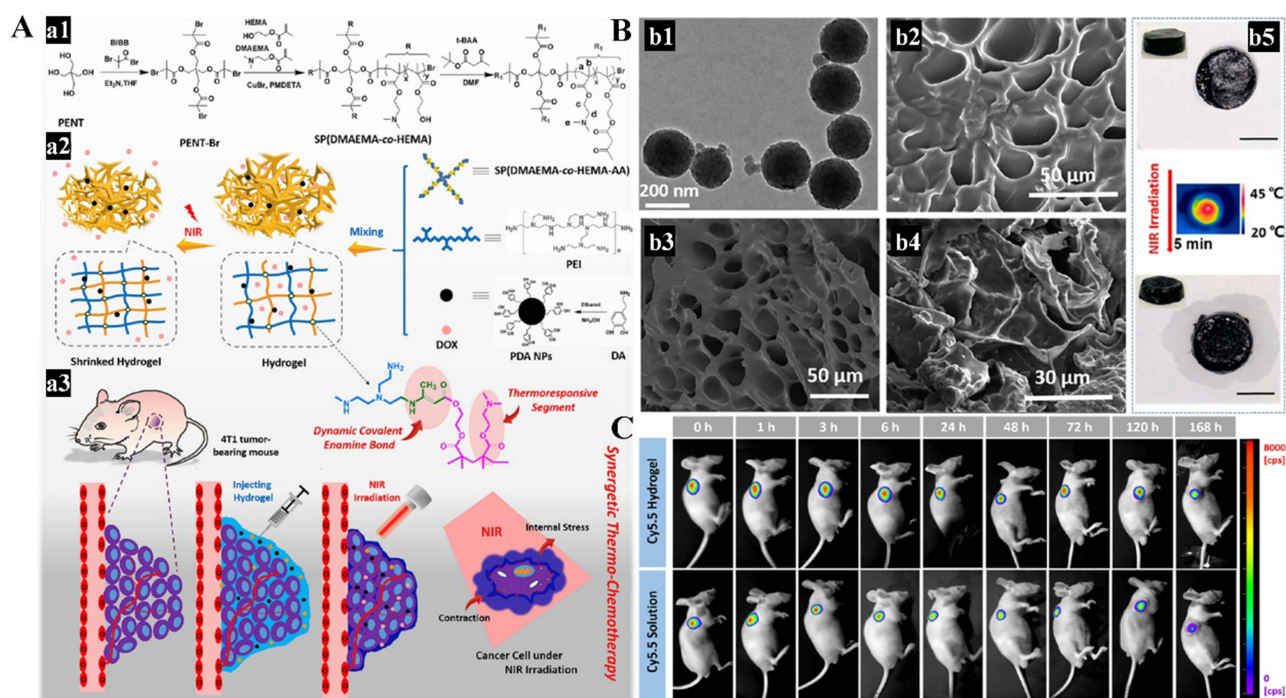 A
a1
HEMA
BIBB
DMAEMA
t-BAA
Et₃N,THF
CuBr, PMDETA
DMF
PENT
PENT-Br
SP(DMAEMA-co-HEMA)
a2
SP(DMAEMA-co-HEMA-AA)
NIR
Mixing
PEI
Ethanol
NH₄OH
DOX
PDA NPs
DA
Shrinked Hydrogel
Hydrogel
a3
Thermoresponsive
Segment
Dynamic Covalent
Enamine Bond
4T1 tumor-
bearing mouse
Injecting
Hydrogel
NIR
Irradiation
NIR
Internal Stress
Contraction
Cancer Cell under
NIR Irradiation
Synergetic Thermo-Chemotherapy
B
b1
200 nm
b2
50 µm
b3
50 µm
b4
30 µm
b5
NIR Irradiation
5 min
45 ℃
20 ℃
C
0 h
1 h
3 h
6 h
24 h
48 h
72 h
120 h
168 h
Cy5.5 Hydrogel
Cy5.5 Solution
8000
[cps]
0
[cps]